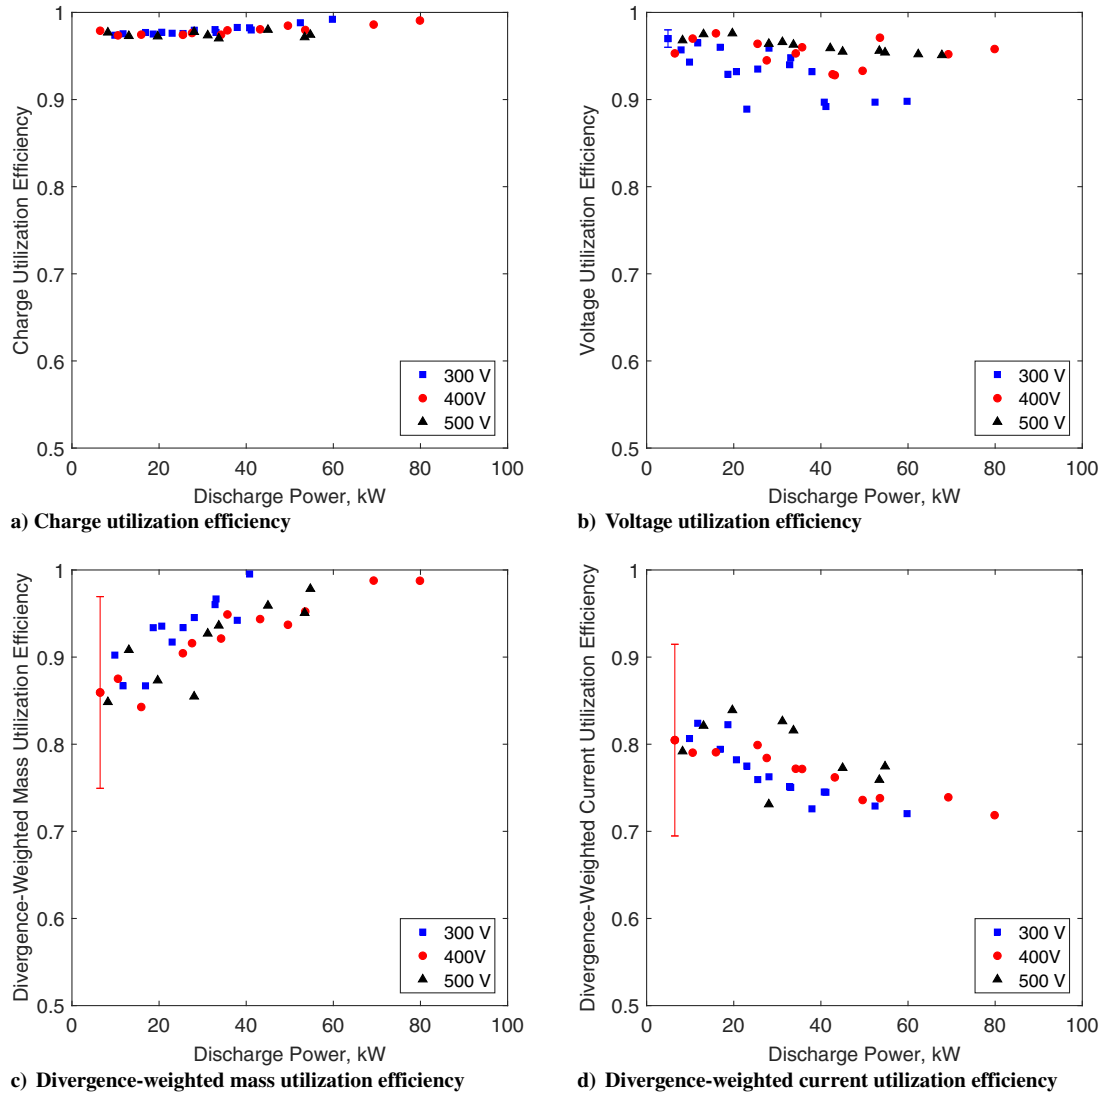 Charge Utilization Efficiency
1
0.9
0.8
0.7
0.6
0.5
0
20
40
60
80
100
Discharge Power, kW
300 V
400V
500 V
a) Charge utilization efficiency
Voltage Utilization Efficiency
1
0.9
0.8
0.7
0.6
0.5
0
20
40
60
80
100
Discharge Power, kW
300 V
400V
500 V
b) Voltage utilization efficiency
Divergence-Weighted Mass Utilization Efficiency
1
0.9
0.8
0.7
0.6
0.5
0
20
40
60
80
100
Discharge Power, kW
300 V
400V
500 V
c) Divergence-weighted mass utilization efficiency
Divergence-Weighted Current Utilization Efficiency
1
0.9
0.8
0.7
0.6
0.5
0
20
40
60
80
100
Discharge Power, kW
300 V
400V
500 V
d) Divergence-weighted current utilization efficiency